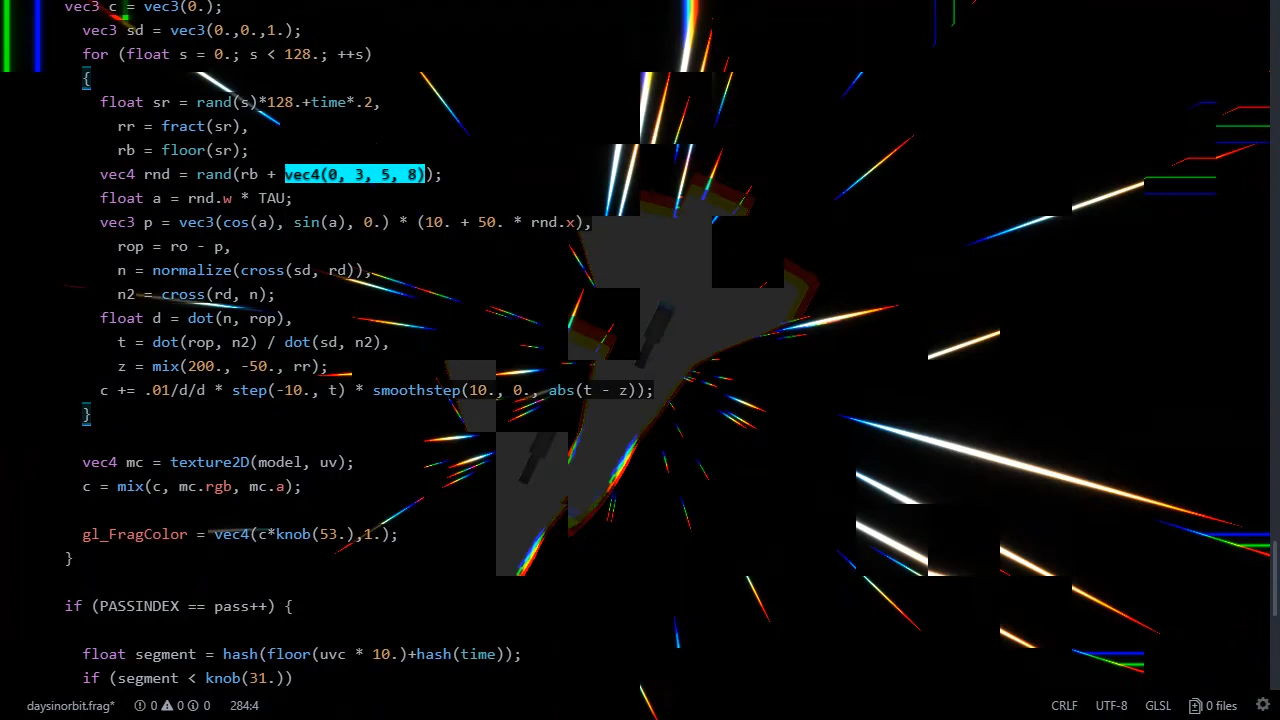 vec3 c = vec3(0.);
vec3 sd = vec3(0.,0.,1.);
for (float s = 0.; s < 128.; ++s)
{
float sr = rand(s)*128.+time*.2,
rr = fract(sr),
rb = floor(sr);
vec4 rnd = rand(rb + vec4(0, 3, 5, 8));
float a = rnd.w * TAU;
vec3 p = vec3(cos(a), sin(a), 0.) * (10. + 50. * rnd.x),
rop = ro - p,
n = normalize(cross(sd, rd)),
n2 = cross(rd, n);
float d = dot(n, rop),
t = dot(rop, n2) / dot(sd, n2),
z = mix(200., -50., rr);
c += .01/d/d * step(-10., t) * smoothstep(10., 0., abs(t - z));
}
vec4 mc = texture2D(model, uv);
c = mix(c, mc.rgb, mc.a);
gl_FragColor = vec4(c*knob(53.),1.);
}
if (PASSINDEX == pass++) {
float segment = hash(floor(uvc * 10.)+hash(time));
if (segment < knob(31.))
daysinorbit.frag* 0 0 0 284:4 CRLF UTF-8 GLSL 0 files